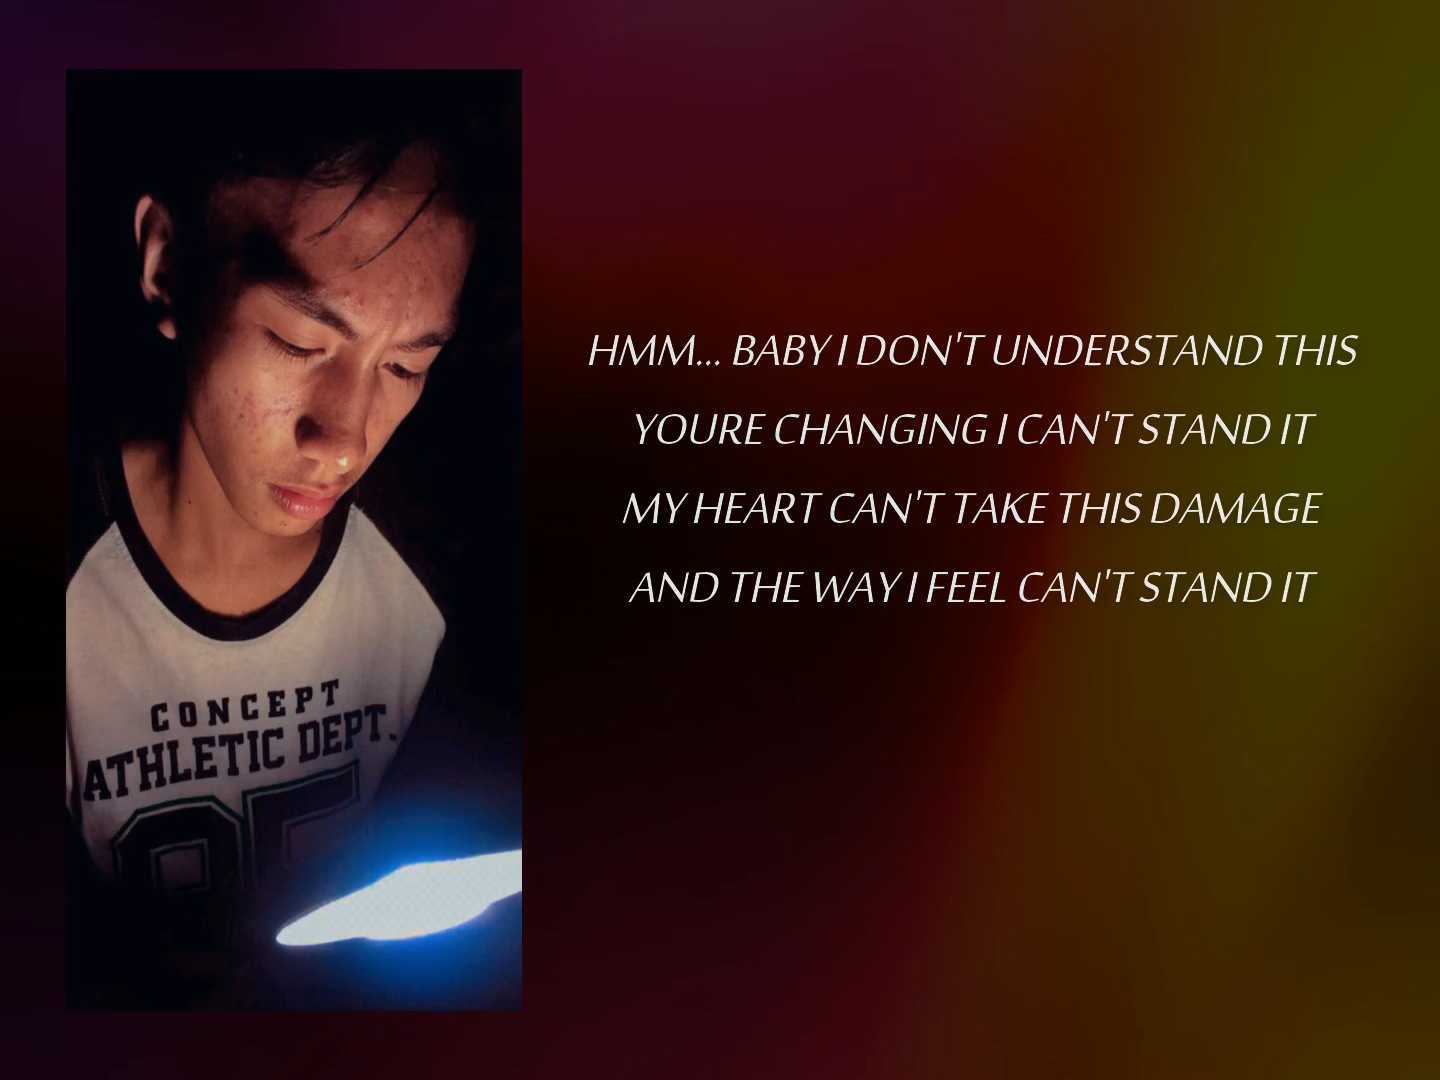 HMM... BABY I DON'T UNDERSTAND THIS
YOURE CHANGING I CAN'T STAND IT
MY HEART CAN'T TAKE THIS DAMAGE
AND THE WAY I FEEL CAN'T STAND IT
CONCEPT
ATHLETIC DEPT.